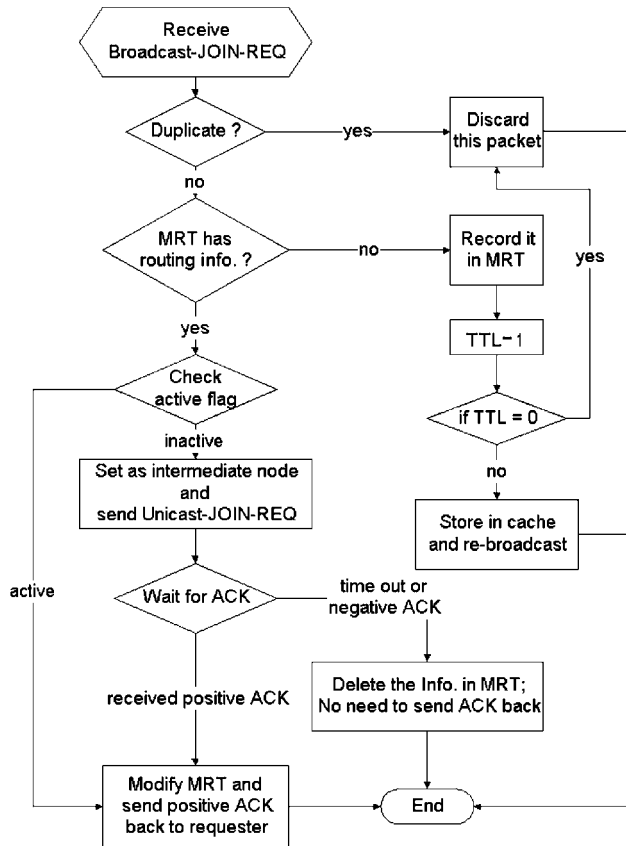 Receive
Broadcast-JOIN-REQ
Duplicate ?
yes
Discard
this packet
no
MRT has
routing info. ?
no
Record it
in MRT
yes
yes
TTL-1
Check
active flag
if TTL = 0
inactive
no
Set as intermediate node
and
send Unicast-JOIN-REQ
Store in cache
and re-broadcast
active
Wait for ACK
time out or
negative ACK
received positive ACK
Delete the Info. in MRT;
No need to send ACK back
Modify MRT and
send positive ACK
back to requester
End